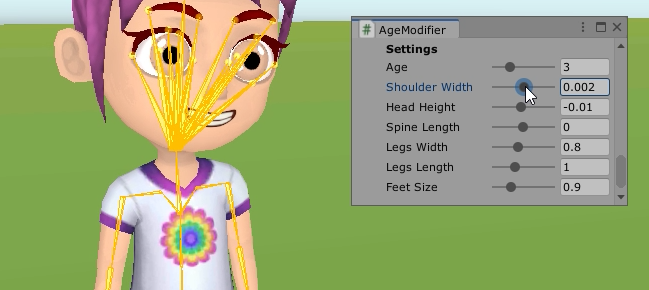 AgeModifier
Settings
Age 3
Shoulder Width 0.002
Head Height -0.01
Spine Length 0
Legs Width 0.8
Legs Length 1
Feet Size 0.9